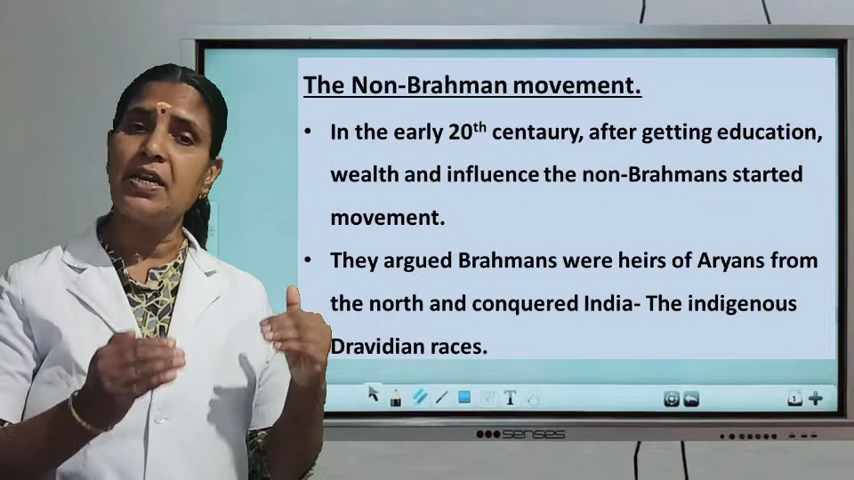 The Non-Brahman movement.
• In the early 20th centaury, after getting education,
wealth and influence the non-Brahmans started
movement.
• They argued Brahmans were heirs of Aryans from
the north and conquered India- The indigenous
Dravidian races.
T
1
senses